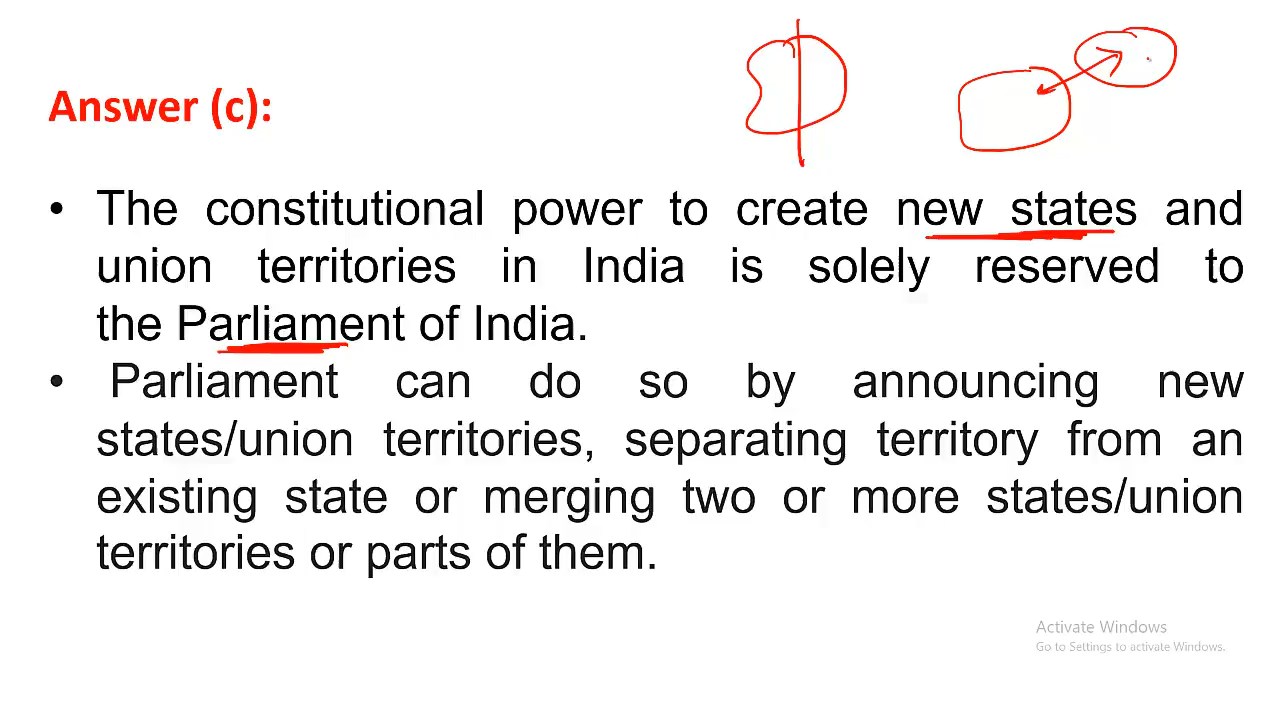 Answer (c):
• The constitutional power to create new states and
union territories in India is solely reserved to
the Parliament of India.
• Parliament can do so by announcing new
states/union territories, separating territory from an
existing state or merging two or more states/union
territories or parts of them.
Activate Windows
Go to Settings to activate Windows.